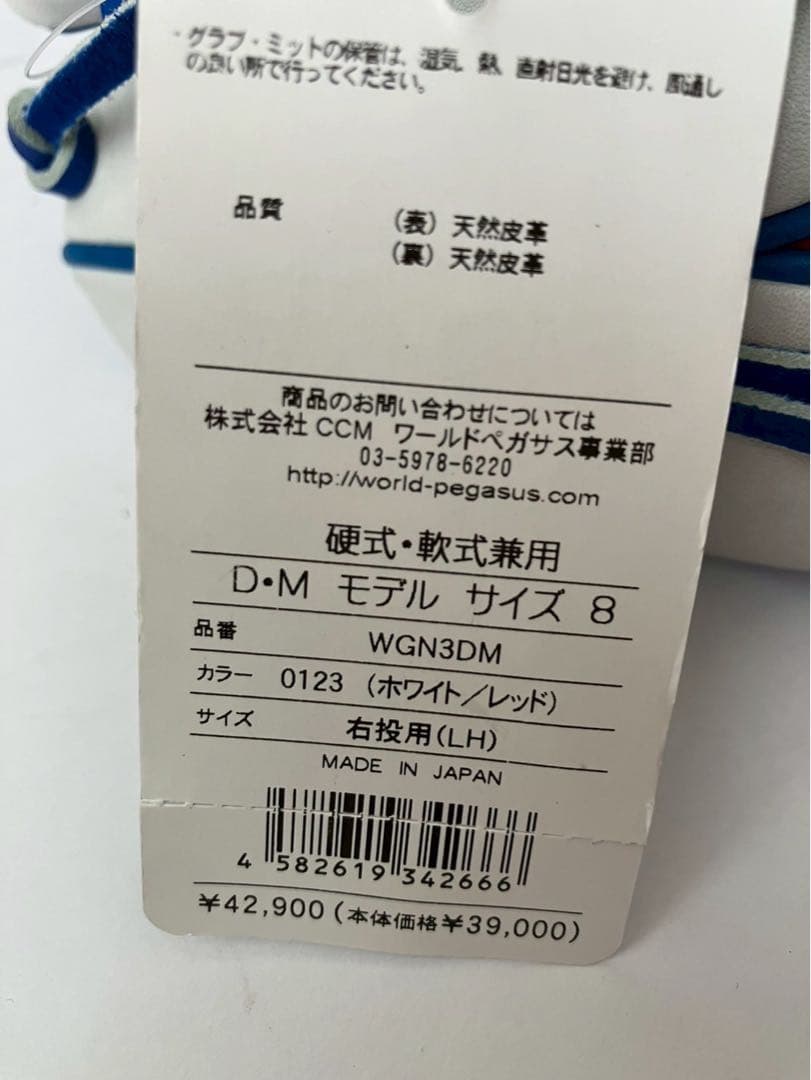 ・グラブ・ミットの保管は、湿気、熱、直射日光を避け、風通し
の良い所で行ってください。
品質 (表) 天然皮革
(裏) 天然皮革
商品のお問い合わせについては
株式会社CCM ワールドペガサス事業部
03-5978-6220
http://world-pegasus.com
硬式・軟式兼用
D・M モデル サイズ 8
品番 WGN3DM
カラー 0123 (ホワイト/レッド)
サイズ 右投用(LH)
MADE IN JAPAN
4 582619 342666
¥42,900(本体価格¥39,000)